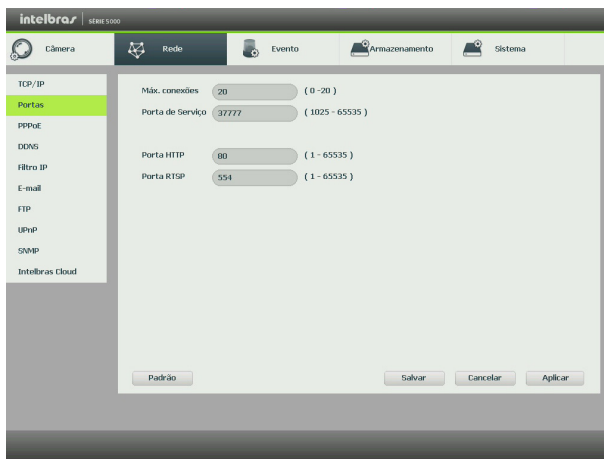 intelbras SÉRIE 5000
Câmera Rede Evento Armazenamento Sistema
TCP/IP
Portas
PPPoE
DDNS
Filtro IP
E-mail
FTP
UPnP
SNMP
Intelbras Cloud
Máx. conexões 20 ( 0 -20 )
Porta de Serviço 37777 ( 1025 - 65535 )
Porta HTTP 80 ( 1 - 65535 )
Porta RTSP 554 ( 1 - 65535 )
Padrão Salvar Cancelar Aplicar